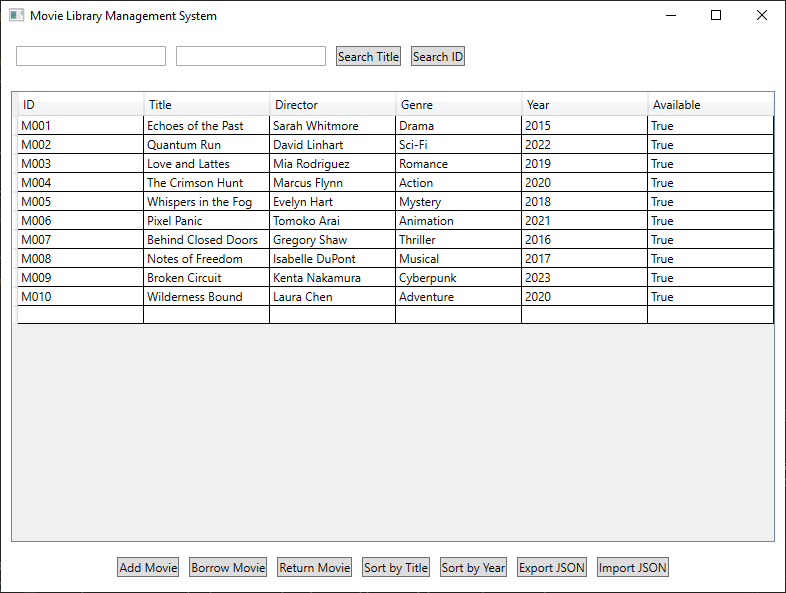 Movie Library Management System
Search Title Search ID
ID Title Director Genre Year Available
M001 Echoes of the Past Sarah Whitmore Drama 2015 True
M002 Quantum Run David Linhart Sci-Fi 2022 True
M003 Love and Lattes Mia Rodriguez Romance 2019 True
M004 The Crimson Hunt Marcus Flynn Action 2020 True
M005 Whispers in the Fog Evelyn Hart Mystery 2018 True
M006 Pixel Panic Tomoko Arai Animation 2021 True
M007 Behind Closed Doors Gregory Shaw Thriller 2016 True
M008 Notes of Freedom Isabelle DuPont Musical 2017 True
M009 Broken Circuit Kenta Nakamura Cyberpunk 2023 True
M010 Wilderness Bound Laura Chen Adventure 2020 True
Add Movie Borrow Movie Return Movie Sort by Title Sort by Year Export JSON Import JSON